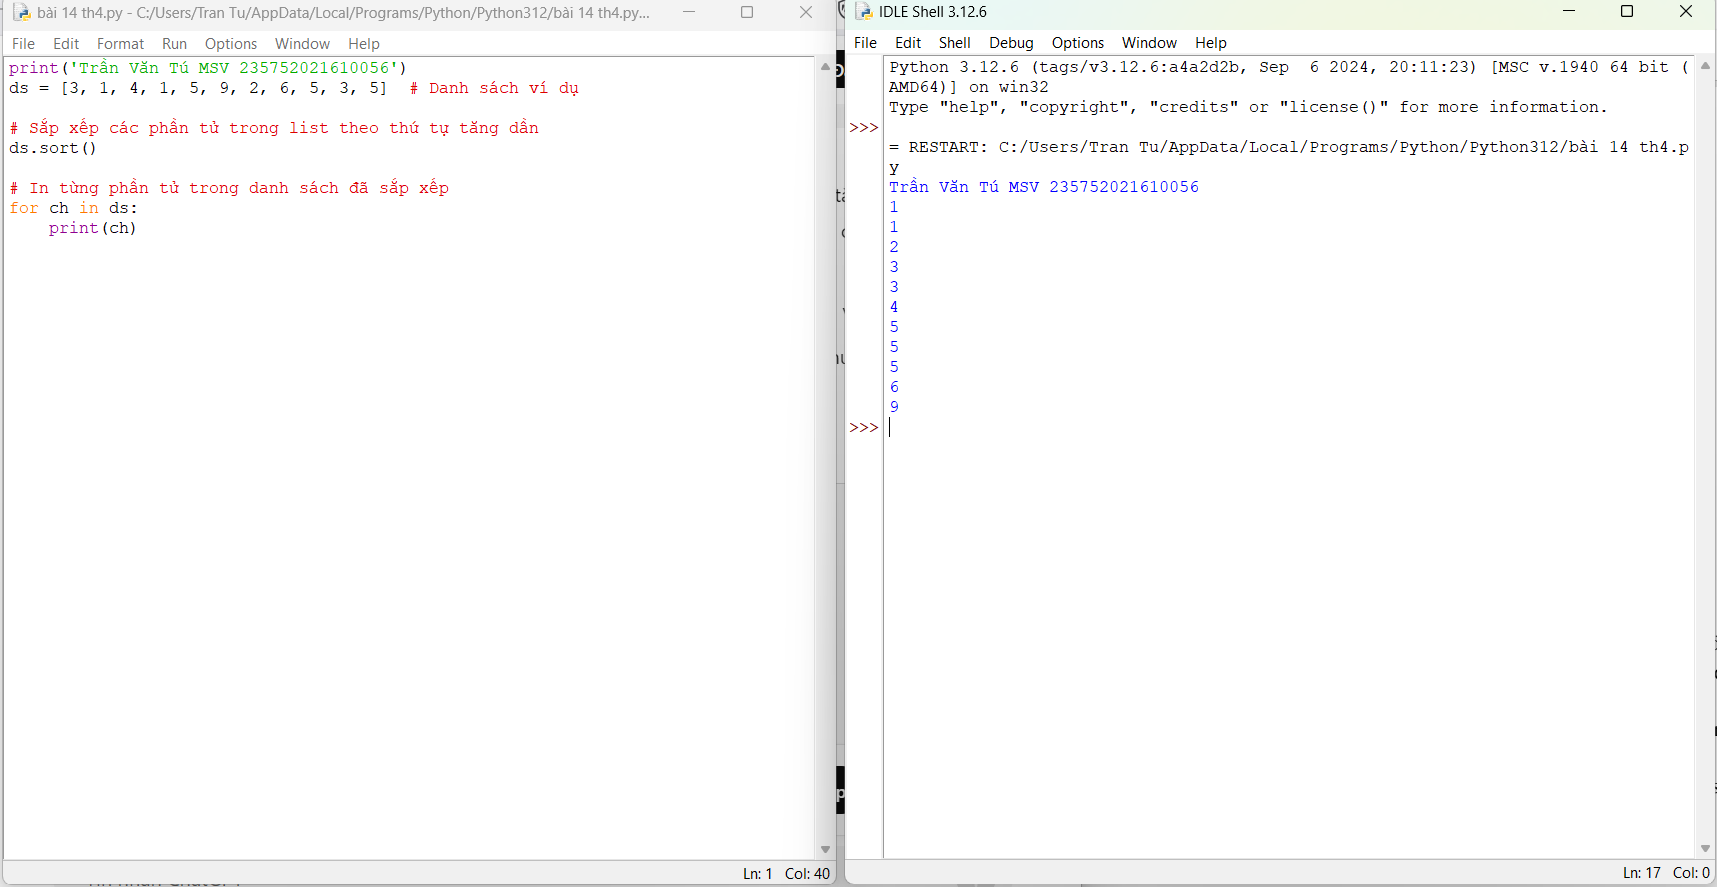 bài 14 th4.py - C:/Users/Tran Tu/AppData/Local/Programs/Python/Python312/bài 14 th4.py...
File Edit Format Run Options Window Help
print('Trần Văn Tú MSV 235752021610056')
ds = [3, 1, 4, 1, 5, 9, 2, 6, 5, 3, 5]  # Danh sách ví dụ
# Sắp xếp các phần tử trong list theo thứ tự tăng dần
ds.sort()
# In từng phần tử trong danh sách đã sắp xếp
for ch in ds:
    print(ch)
Ln: 1 Col: 40
IDLE Shell 3.12.6
File Edit Shell Debug Options Window Help
Python 3.12.6 (tags/v3.12.6:a4a2d2b, Sep  6 2024, 20:11:23) [MSC v.1940 64 bit (
AMD64)] on win32
Type "help", "copyright", "credits" or "license()" for more information.
>>>
= RESTART: C:/Users/Tran Tu/AppData/Local/Programs/Python/Python312/bài 14 th4.p
y
Trần Văn Tú MSV 235752021610056
1
1
2
3
3
4
5
5
5
6
9
>>>
Ln: 17 Col: 0